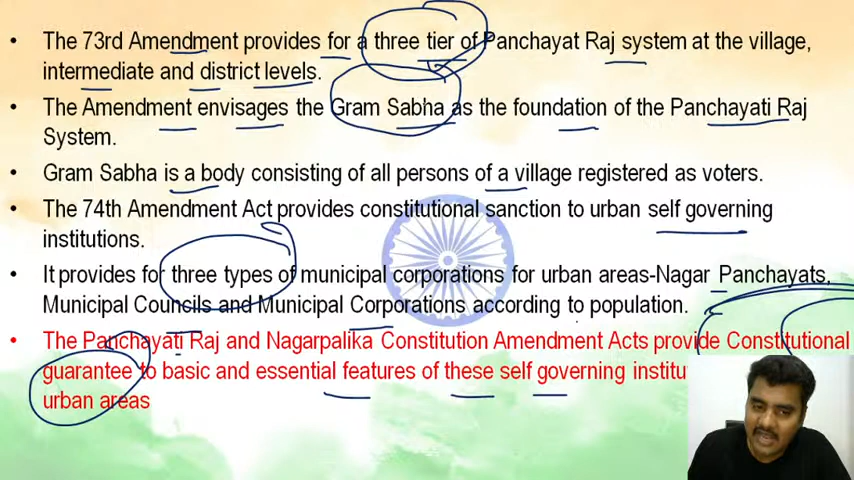 • The 73rd Amendment provides for a three tier of Panchayat Raj system at the village,
intermediate and district levels.
• The Amendment envisages the Gram Sabha as the foundation of the Panchayati Raj
System.
• Gram Sabha is a body consisting of all persons of a village registered as voters.
• The 74th Amendment Act provides constitutional sanction to urban self governing
institutions.
• It provides for three types of municipal corporations for urban areas-Nagar Panchayats,
Municipal Councils and Municipal Corporations according to population.
• The Panchayati Raj and Nagarpalika Constitution Amendment Acts provide Constitutional
guarantee to basic and essential features of these self governing
urban areas